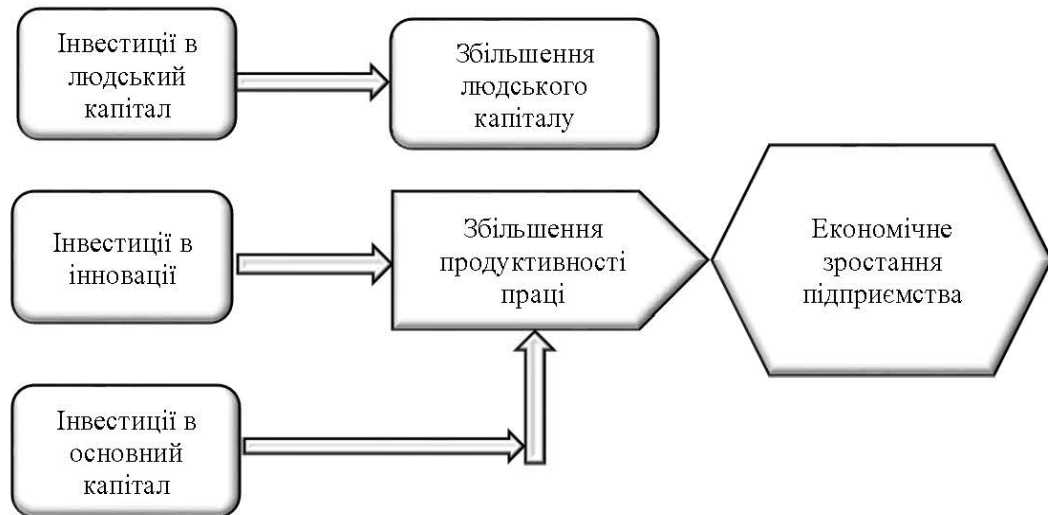 Інвестиції в
людський
капітал
Збільшення
людського
капіталу
Інвестиції в
інновації
Збільшення
продуктивності
праці
Економічне
зростання
підприємства
Інвестиції в
основний
капітал